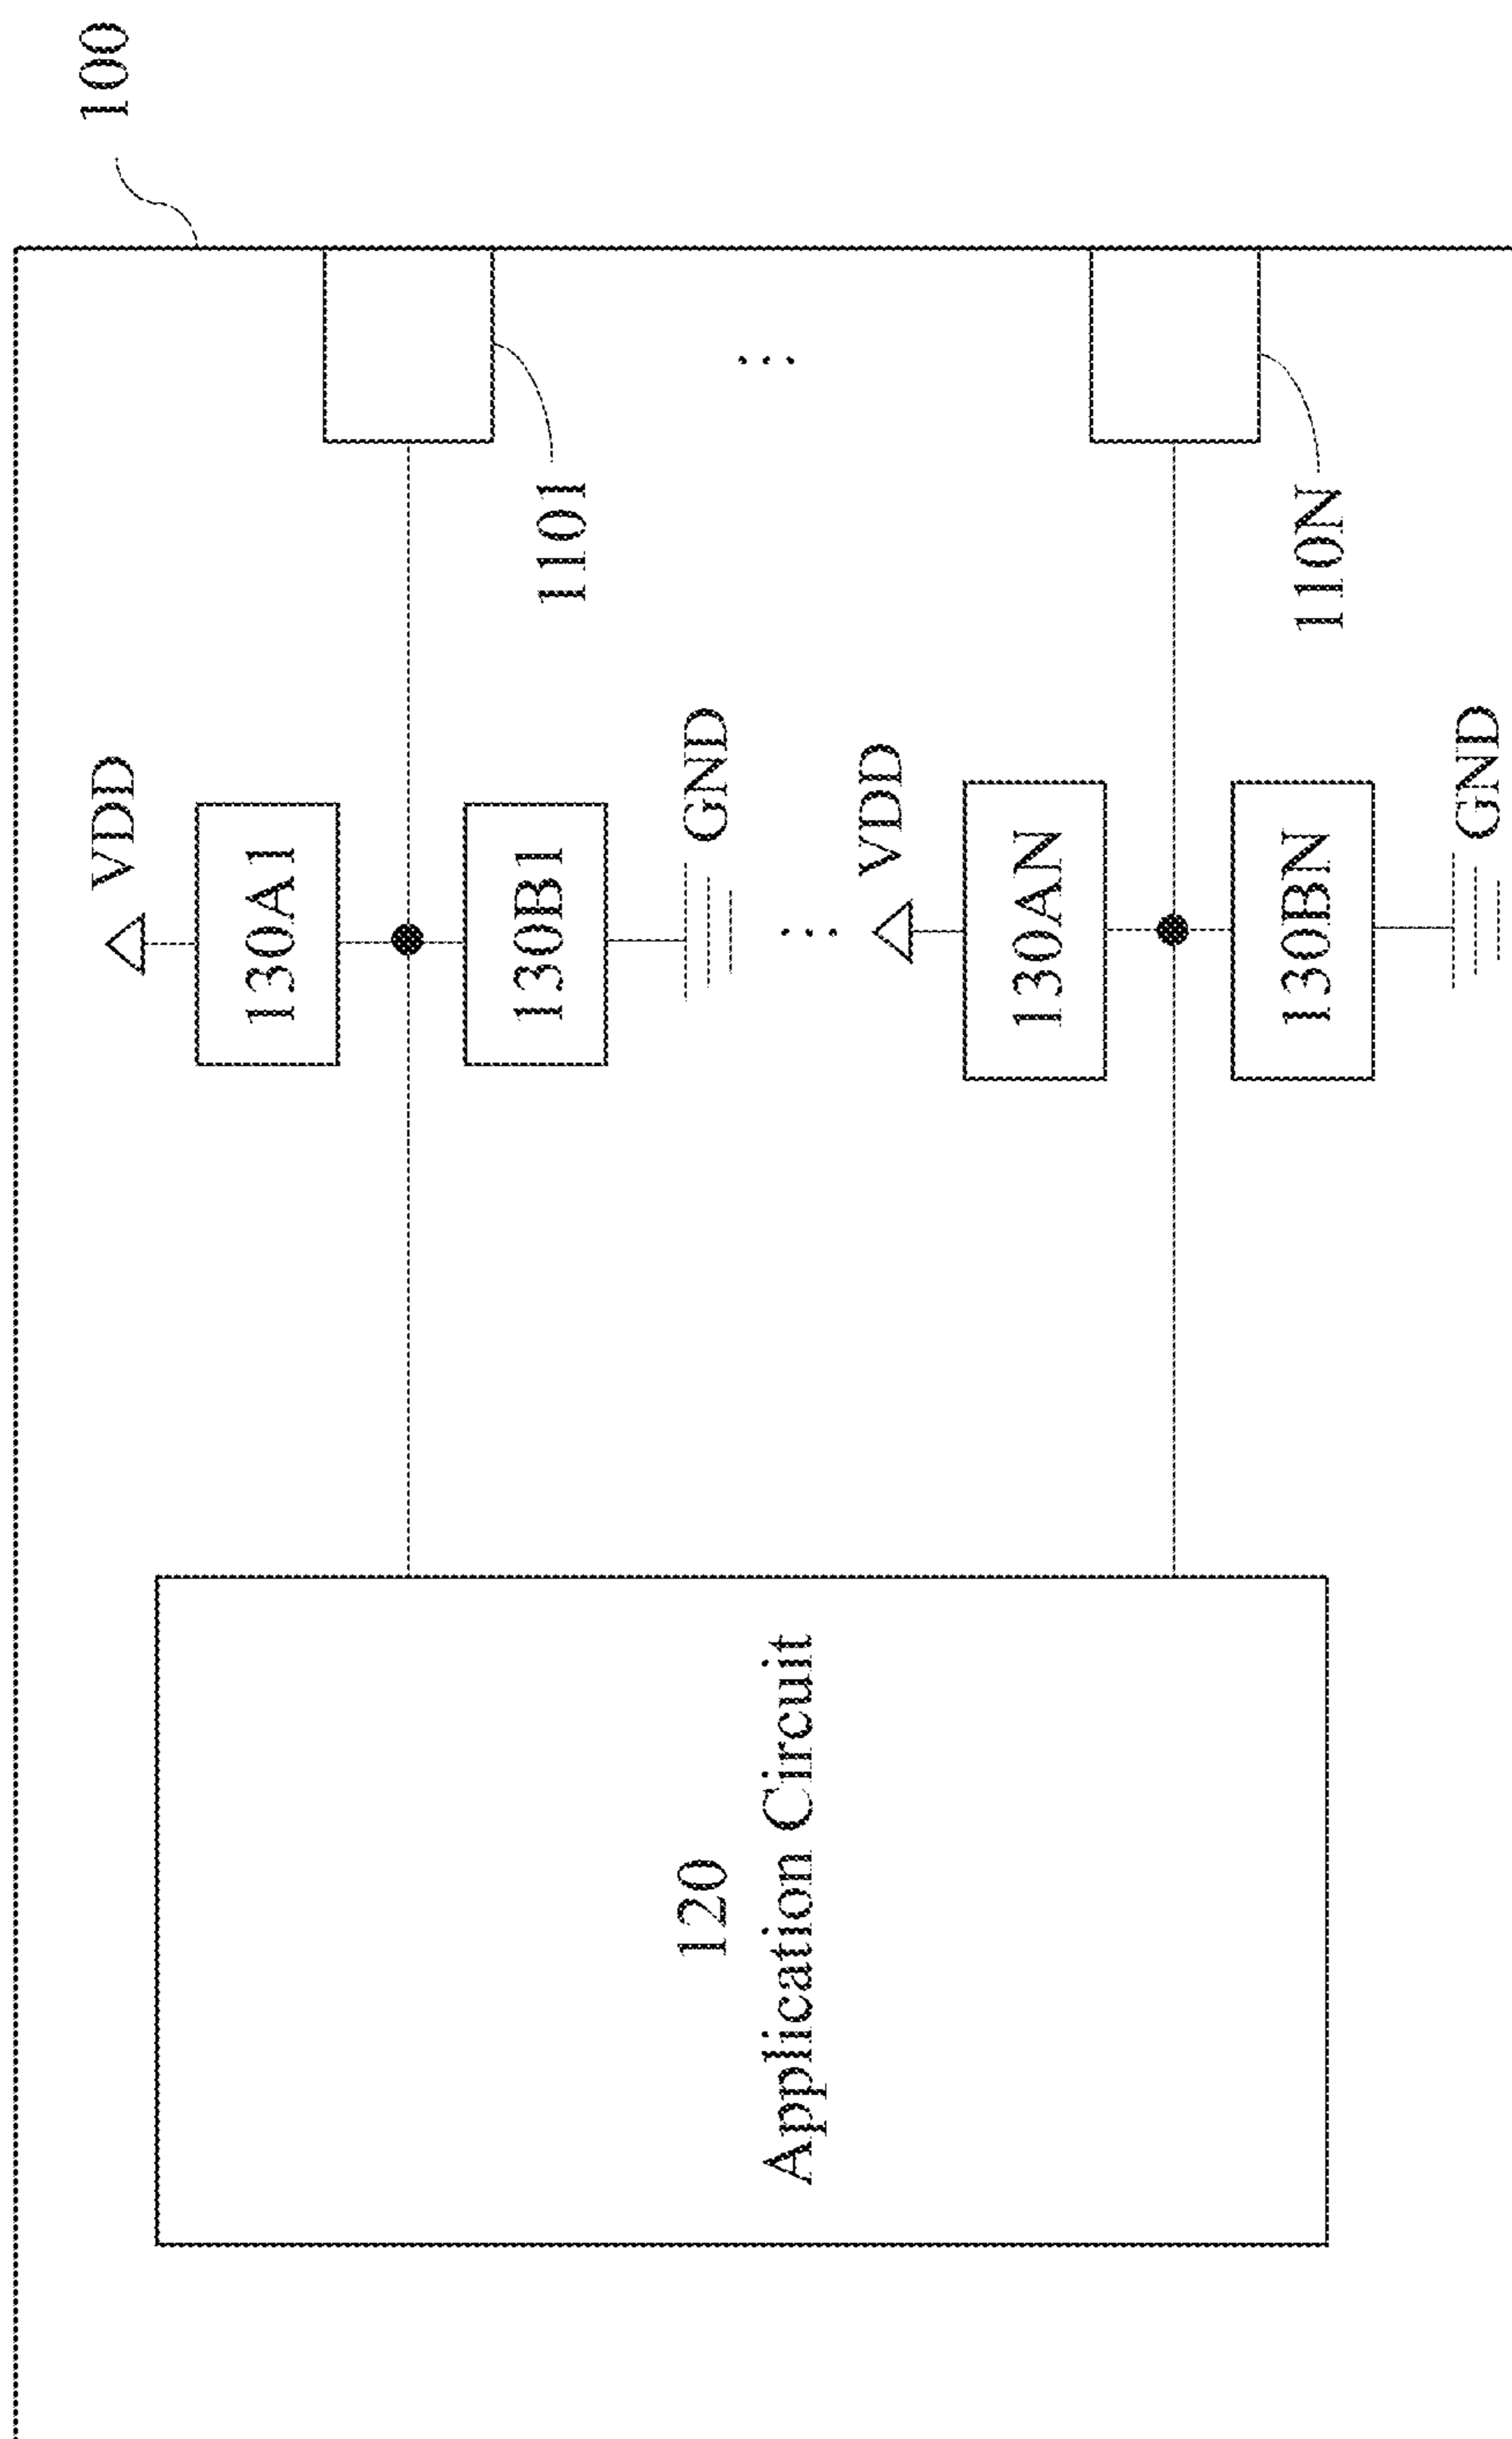 100
VDD
130A1
130B1
1101
GND
120
Application Circuit
...
...
VDD
130AN
130BN
110N
GND